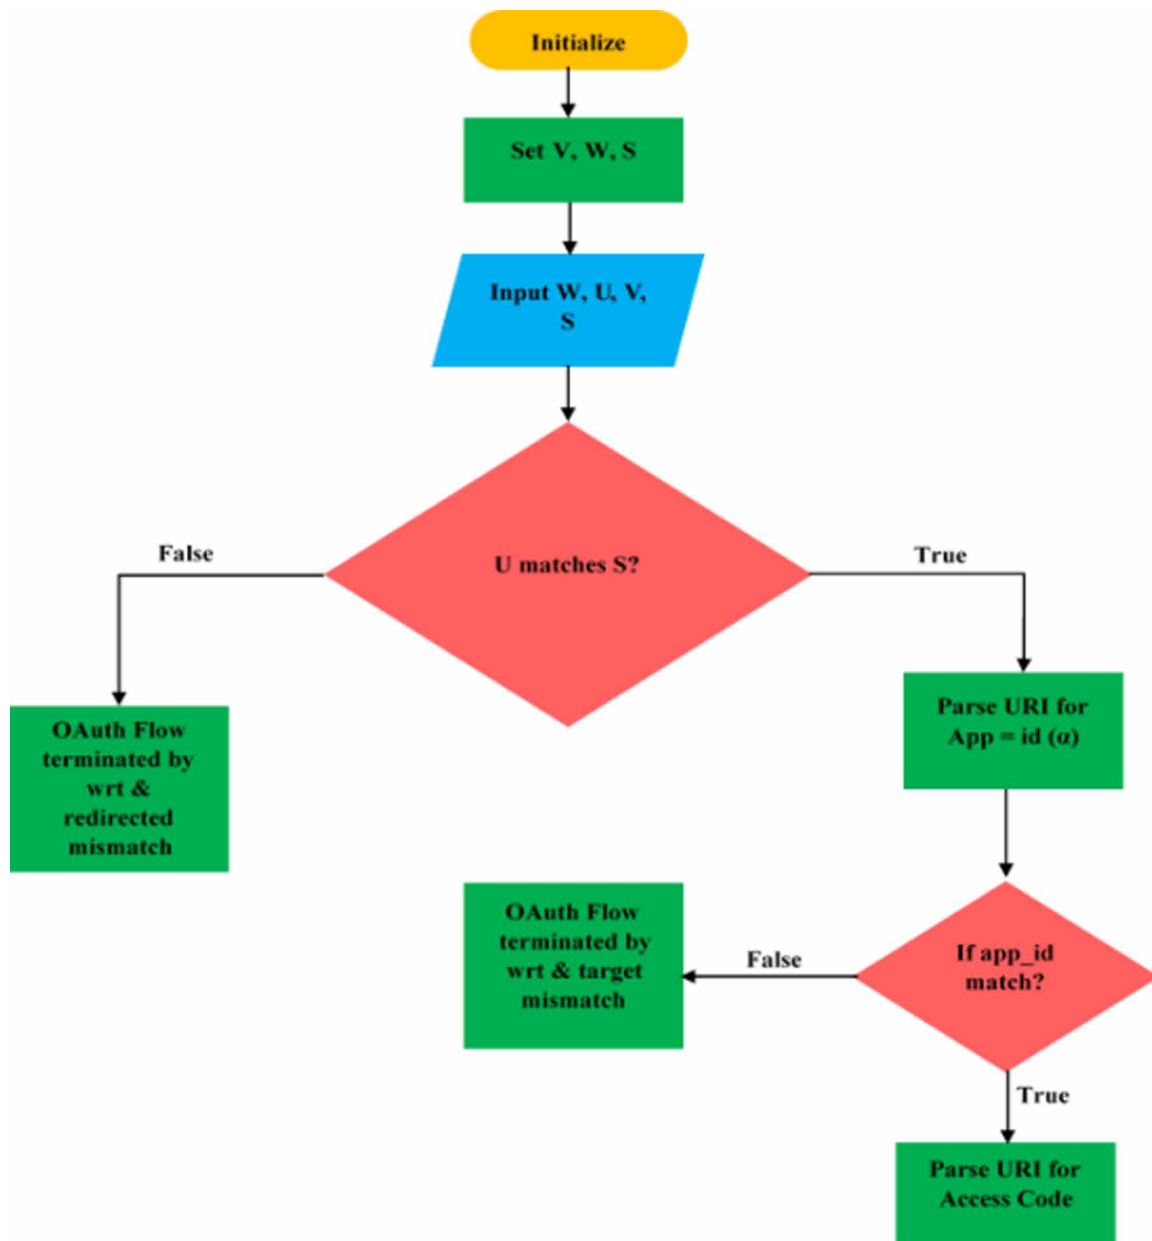 Initialize
Set V, W, S
Input W, U, V,
S
U matches S?
False
True
OAuth Flow
terminated by
wrt &
redirected
mismatch
Parse URI for
App = id (α)
If app_id
match?
False
OAuth Flow
terminated by
wrt & target
mismatch
True
Parse URI for
Access Code